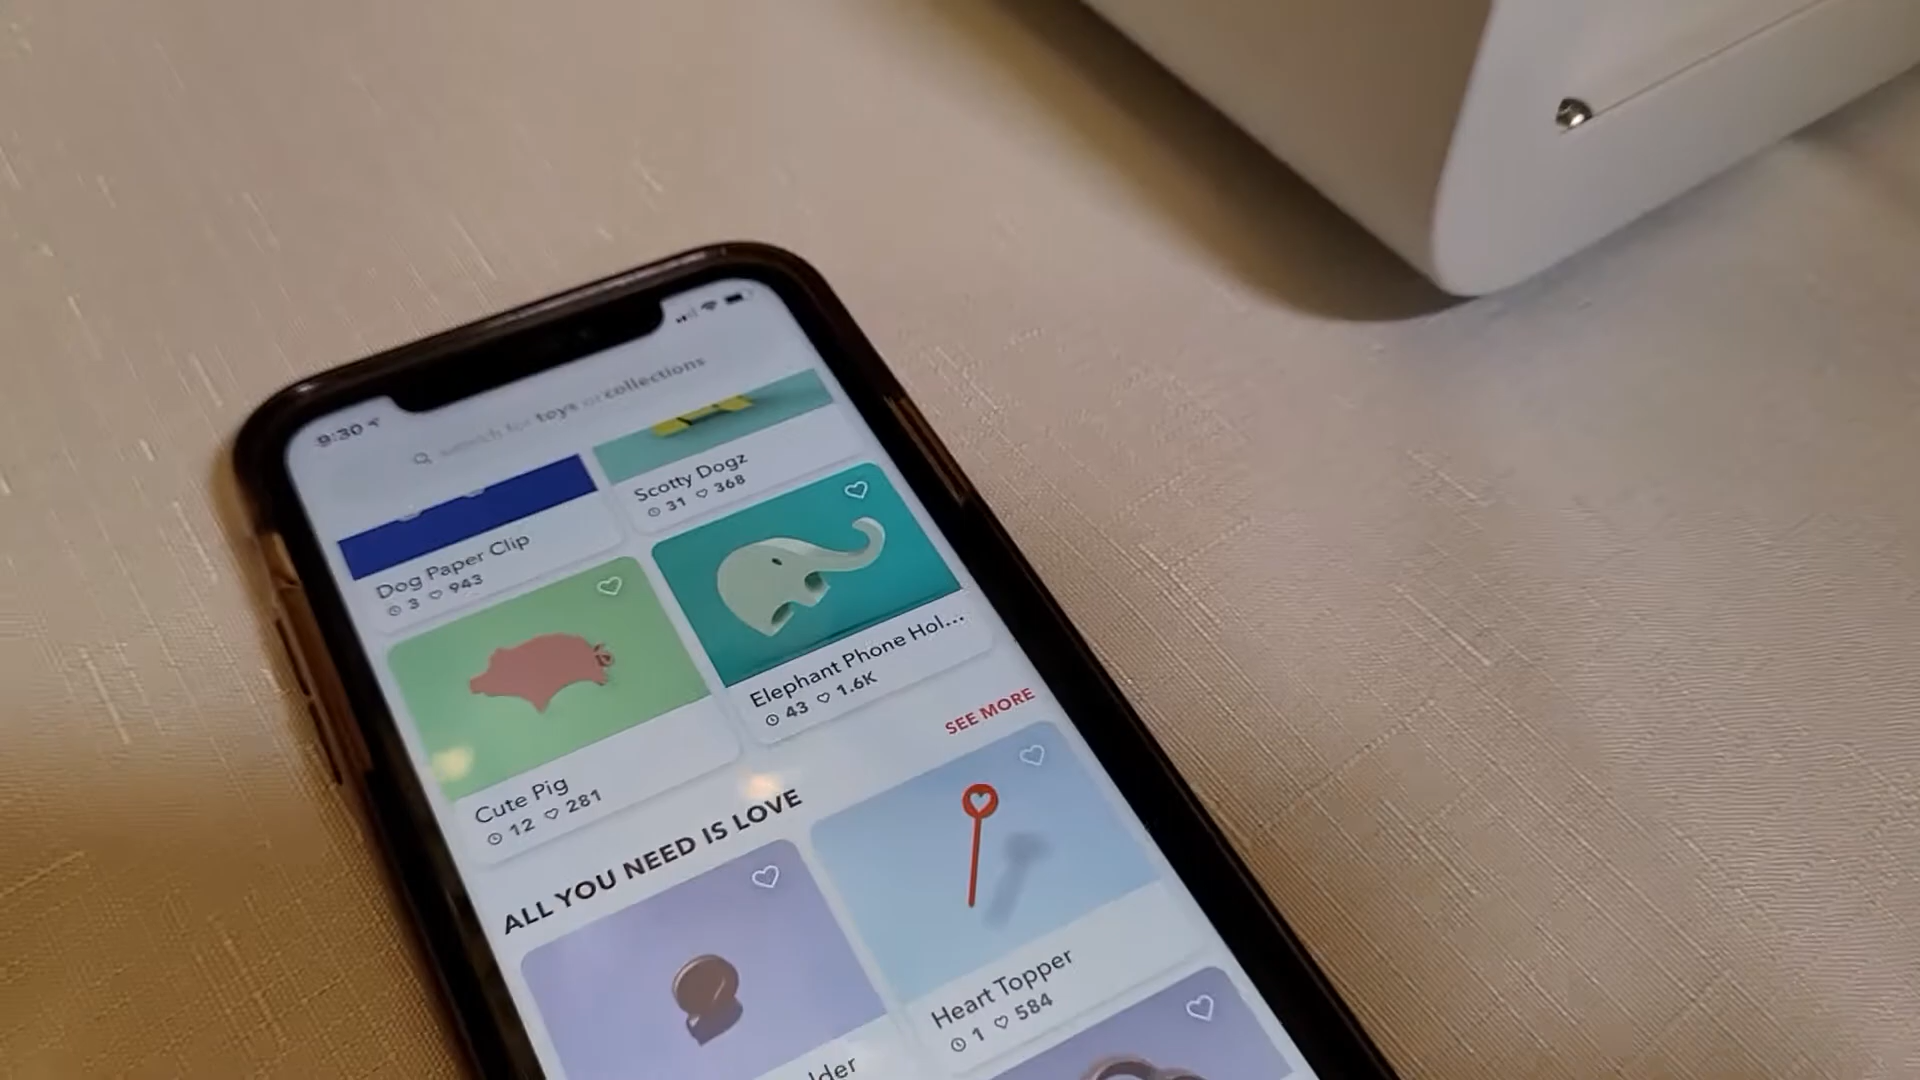 9:30
search for toys or collections
Scotty Dogz
31 368
Dog Paper Clip
3 943
Elephant Phone Hol...
43 1.6K
Cute Pig
12 281
SEE MORE
ALL YOU NEED IS LOVE
Heart Topper
1 584
lder